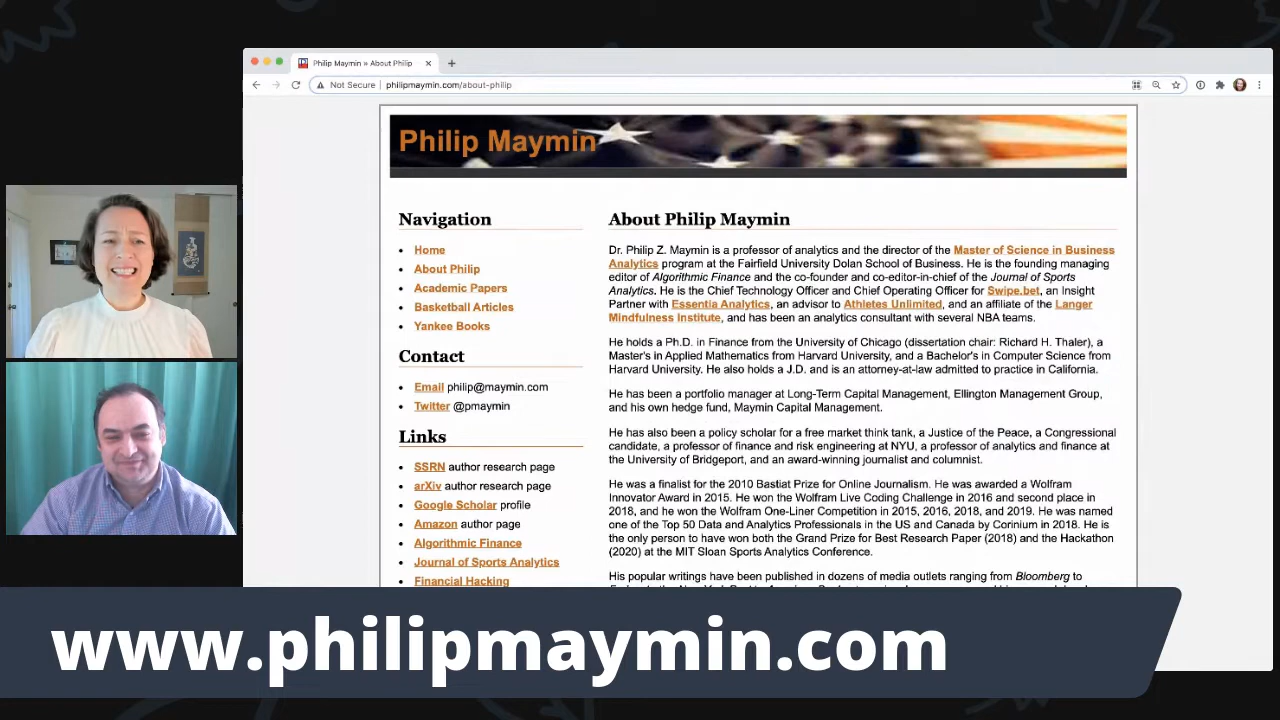 Philip Maymin » About Philip
Not Secure
philipmaymin.com/about-philip
Philip Maymin
Navigation
• Home
• About Philip
• Academic Papers
• Basketball Articles
• Yankee Books
Contact
• Email philip@maymin.com
• Twitter @pmaymin
Links
• SSRN author research page
• arXiv author research page
• Google Scholar profile
• Amazon author page
• Algorithmic Finance
• Journal of Sports Analytics
• Financial Hacking
About Philip Maymin
Dr. Philip Z. Maymin is a professor of analytics and the director of the Master of Science in Business
Analytics program at the Fairfield University Dolan School of Business. He is the founding managing
editor of Algorithmic Finance and the co-founder and co-editor-in-chief of the Journal of Sports
Analytics. He is the Chief Technology Officer and Chief Operating Officer for Swipe.bet, an Insight
Partner with Essentia Analytics, an advisor to Athletes Unlimited, and an affiliate of the Langer
Mindfulness Institute, and has been an analytics consultant with several NBA teams.
He holds a Ph.D. in Finance from the University of Chicago (dissertation chair: Richard H. Thaler), a
Master's in Applied Mathematics from Harvard University, and a Bachelor's in Computer Science from
Harvard University. He also holds a J.D. and is an attorney-at-law admitted to practice in California.
He has been a portfolio manager at Long-Term Capital Management, Ellington Management Group,
and his own hedge fund, Maymin Capital Management.
He has also been a policy scholar for a free market think tank, a Justice of the Peace, a Congressional
candidate, a professor of finance and risk engineering at NYU, a professor of analytics and finance at
the University of Bridgeport, and an award-winning journalist and columnist.
He was a finalist for the 2010 Bastiat Prize for Online Journalism. He was awarded a Wolfram
Innovator Award in 2015. He won the Wolfram Live Coding Challenge in 2016 and second place in
2018, and he won the Wolfram One-Liner Competition in 2015, 2016, 2018, and 2019. He was named
one of the Top 50 Data and Analytics Professionals in the US and Canada by Corinium in 2018. He is
the only person to have won both the Grand Prize for Best Research Paper (2018) and the Hackathon
(2020) at the MIT Sloan Sports Analytics Conference.
His popular writings have been published in dozens of media outlets ranging from Bloomberg to
www.philipmaymin.com